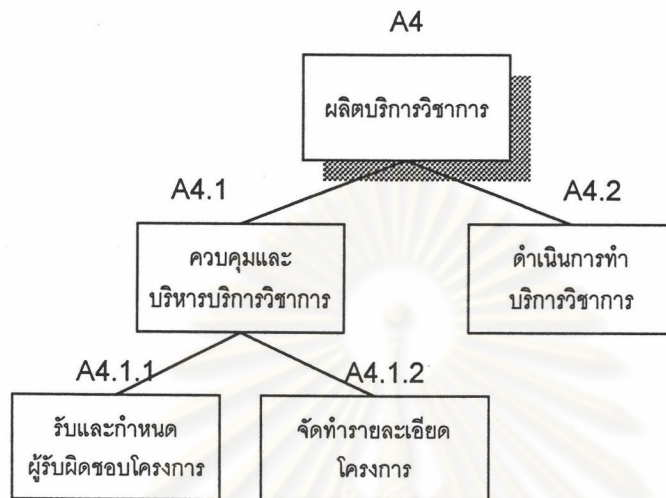 A4
ผลิตบริการวิชาการ
A4.1
A4.2
ควบคุมและ
บริหารบริการวิชาการ
ดำเนินการทำ
บริการวิชาการ
A4.1.1
A4.1.2
รับและกำหนด
ผู้รับผิดชอบโครงการ
จัดทำรายละเอียด
โครงการ